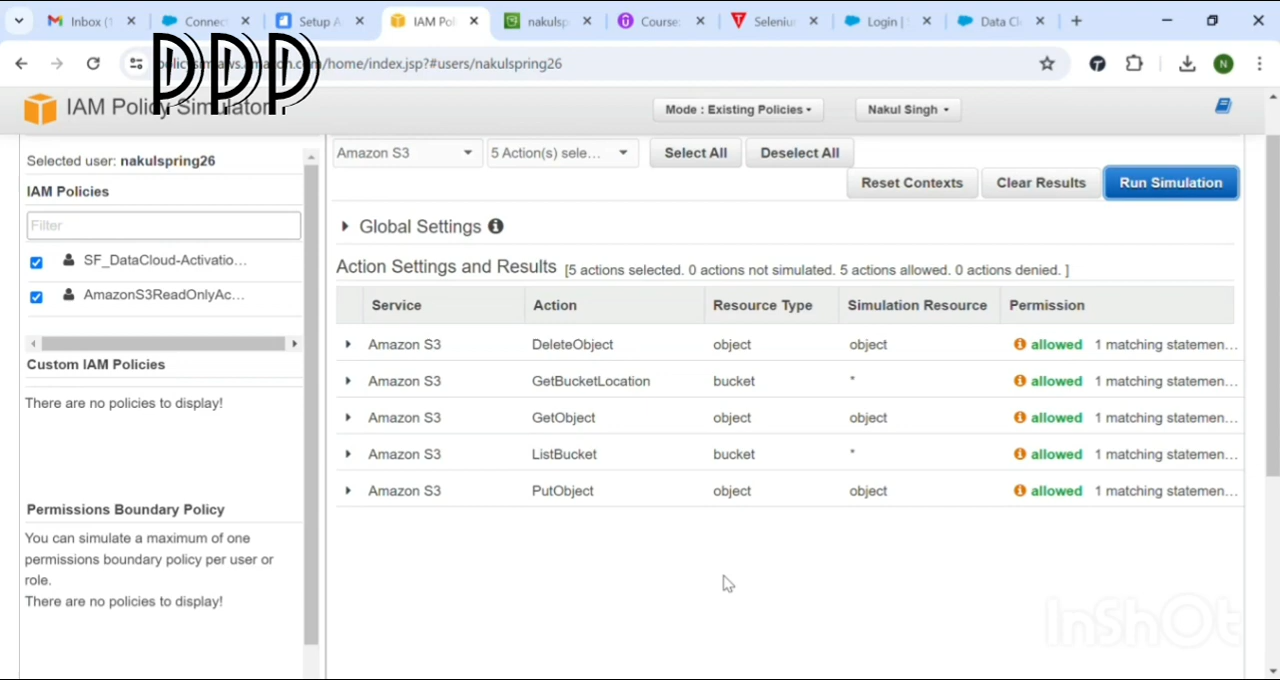 Inbox (1
Connec
Setup A
IAM Pol
nakulsp
Course:
Seleniu
Login |
Data Cl
PPP
/home/index.jsp?#users/nakulspring26
N
IAM Policy Simulator
Mode : Existing Policies
Nakul Singh
Selected user: nakulspring26
IAM Policies
Filter
SF_DataCloud-Activatio...
AmazonS3ReadOnlyAc...
Custom IAM Policies
There are no policies to display!
Permissions Boundary Policy
You can simulate a maximum of one
permissions boundary policy per user or
role.
There are no policies to display!
Amazon S3
5 Action(s) sele...
Select All
Deselect All
Reset Contexts
Clear Results
Run Simulation
Global Settings
Action Settings and Results [5 actions selected. 0 actions not simulated. 5 actions allowed. 0 actions denied. ]
Service Action Resource Type Simulation Resource Permission
Amazon S3 DeleteObject object object allowed 1 matching statemen...
Amazon S3 GetBucketLocation bucket * allowed 1 matching statemen...
Amazon S3 GetObject object object allowed 1 matching statemen...
Amazon S3 ListBucket bucket * allowed 1 matching statemen...
Amazon S3 PutObject object object allowed 1 matching statemen...
InShOt